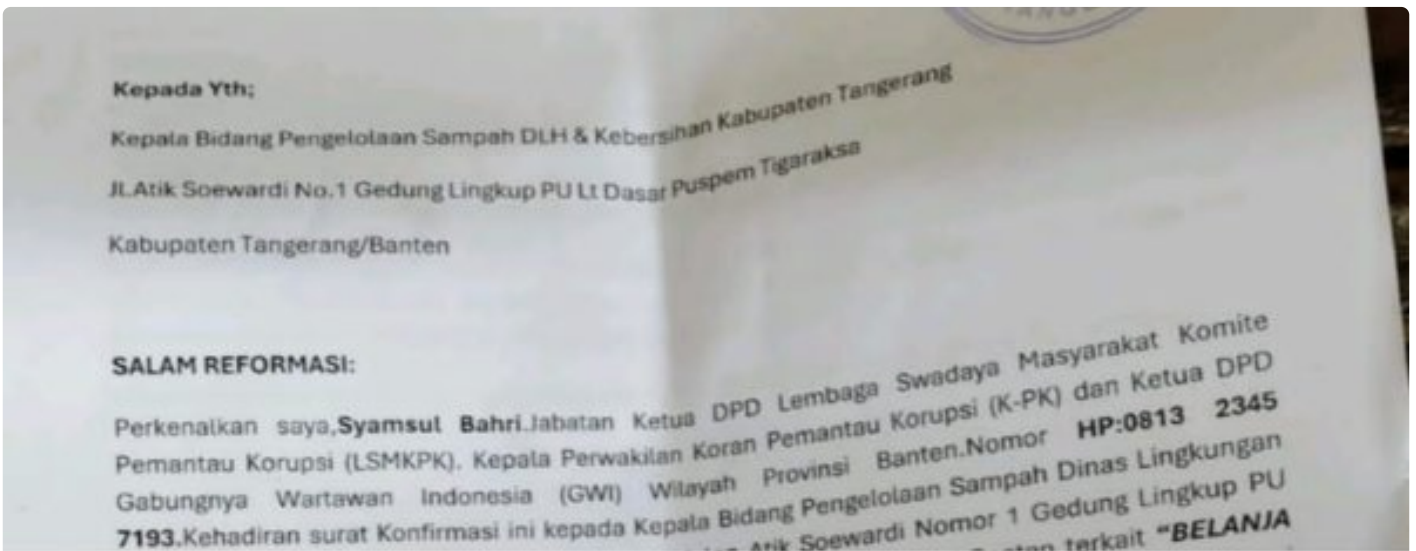 TANG
Kepada Yth;
Kepala Bidang Pengelolaan Sampah DLH & Kebersihan Kabupaten Tangerang
Jl.Atik Soewardi No.1 Gedung Lingkup PU Lt Dasar Puspem Tigaraksa
Kabupaten Tangerang/Banten
SALAM REFORMASI:
Perkenalkan saya,Syamsul Bahri.Jabatan Ketua DPD Lembaga Swadaya Masyarakat Komite
Pemantau Korupsi (LSMKPK). Kepala Perwakilan Koran Pemantau Korupsi (K-PK) dan Ketua DPD
Gabungnya Wartawan Indonesia (GWI) Wilayah Provinsi Banten.Nomor HP:0813 2345
7193.Kehadiran surat Konfirmasi ini kepada Kepala Bidang Pengelolaan Sampah Dinas Lingkungan
Atik Soewardi Nomor 1 Gedung Lingkup PU
terkait "BELANJA